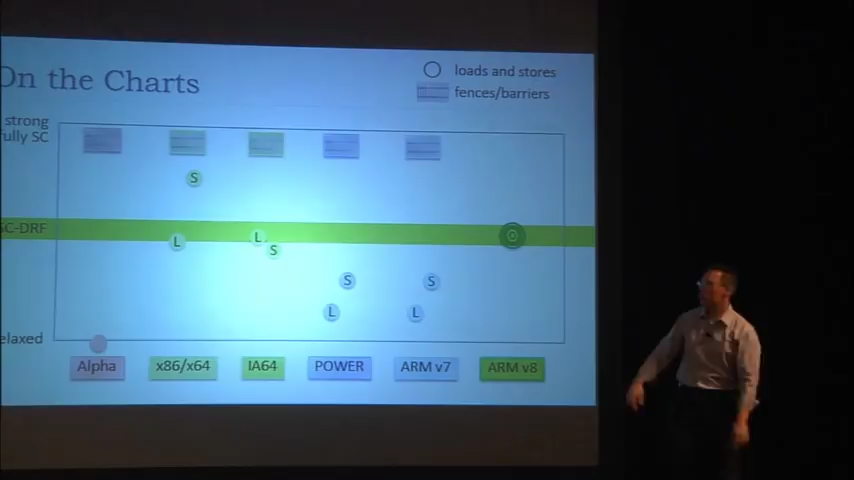 On the Charts
loads and stores
fences/barriers
strong
fully SC
S
SC-DRF
L
L
S
S
S
L
L
relaxed
Alpha
x86/x64
IA64
POWER
ARM v7
ARM v8